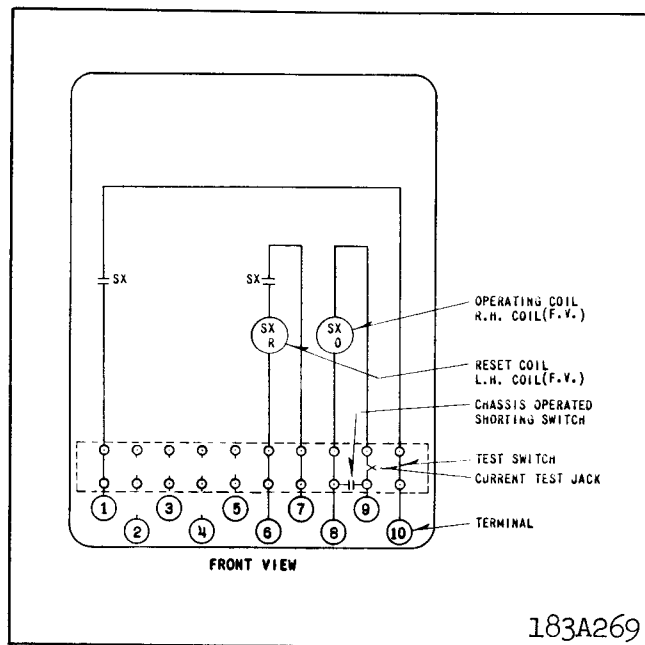 SX
SX
SX
R
SX
O
OPERATING COIL
R.H. COIL(F.V.)
RESET COIL
L.H. COIL(F.V.)
CHASSIS OPERATED
SHORTING SWITCH
TEST SWITCH
CURRENT TEST JACK
TERMINAL
1
3
5
7
9
2
4
6
8
10
FRONT VIEW
183A269